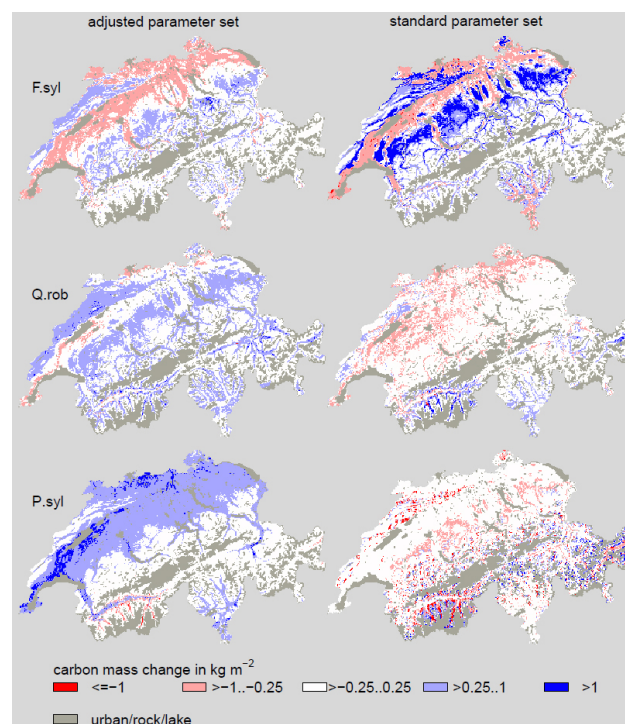 adjusted parameter set
standard parameter set
F.syl
Q.rob
P.syl
carbon mass change in kg m⁻²
<=−1
>−1..−0.25
>−0.25..0.25
>0.25..1
>1
urban/rock/lake